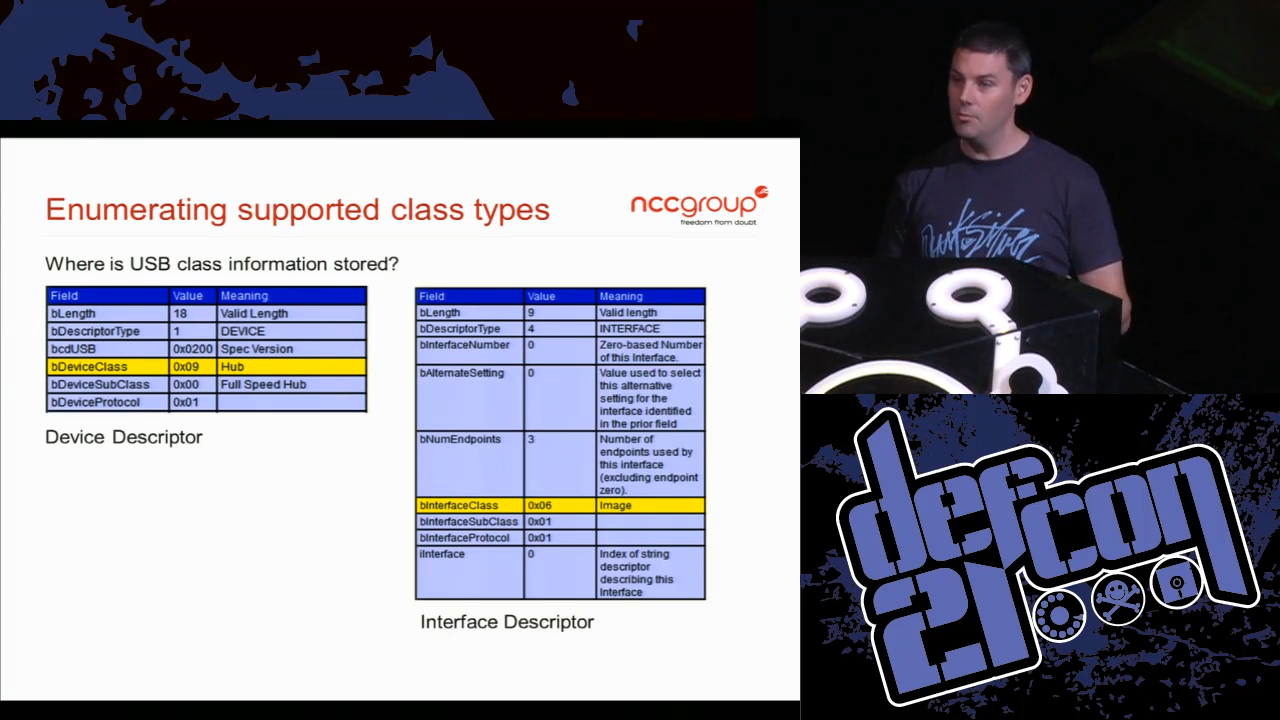 Enumerating supported class types
nccgroup
freedom from doubt
Where is USB class information stored?
Field Value Meaning
bLength 18 Valid Length
bDescriptorType 1 DEVICE
bcdUSB 0x0200 Spec Version
bDeviceClass 0x09 Hub
bDeviceSubClass 0x00 Full Speed Hub
bDeviceProtocol 0x01
Device Descriptor
Field Value Meaning
bLength 9 Valid length
bDescriptorType 4 INTERFACE
bInterfaceNumber 0 Zero-based Number
of this Interface.
bAlternateSetting 0 Value used to select
this alternative
setting for the
interface identified
in the prior field
bNumEndpoints 3 Number of
endpoints used by
this interface
(excluding endpoint
zero).
bInterfaceClass 0x06 Image
bInterfaceSubClass 0x01
bInterfaceProtocol 0x01
iInterface 0 Index of string
descriptor
describing this
Interface
Interface Descriptor
Quiksilver
defcon
21